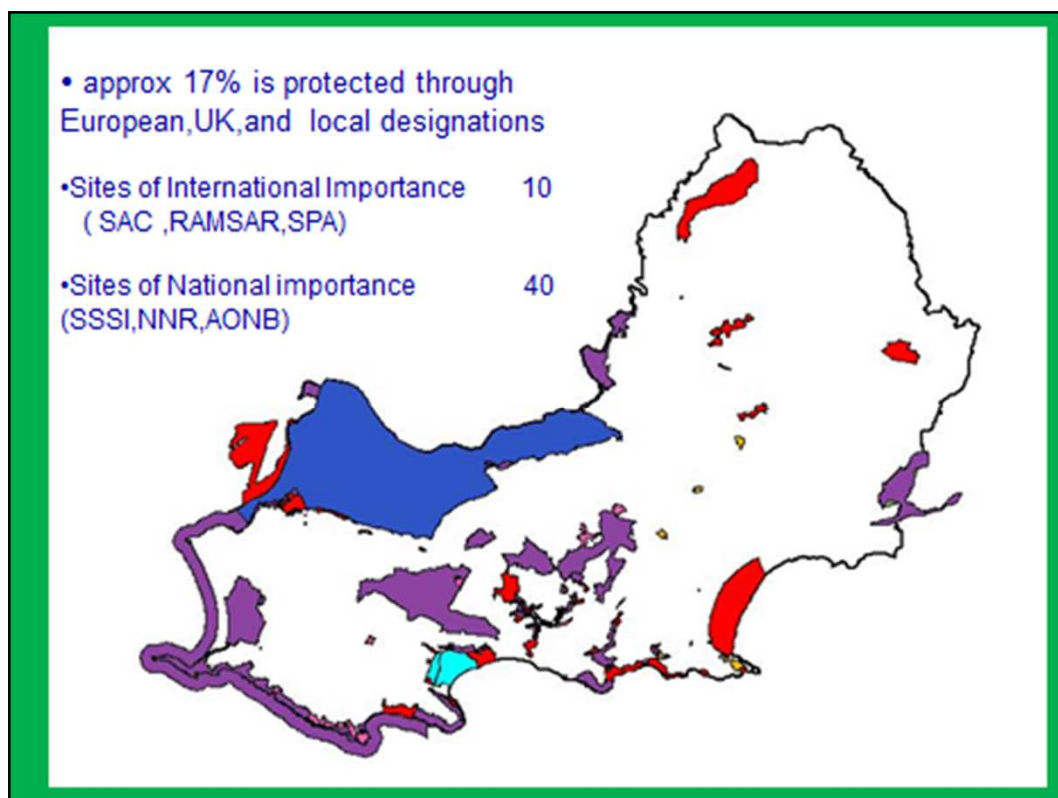 • approx 17% is protected through
European,UK,and local designations
•Sites of International Importance 10
( SAC ,RAMSAR,SPA)
•Sites of National importance 40
(SSSI,NNR,AONB)